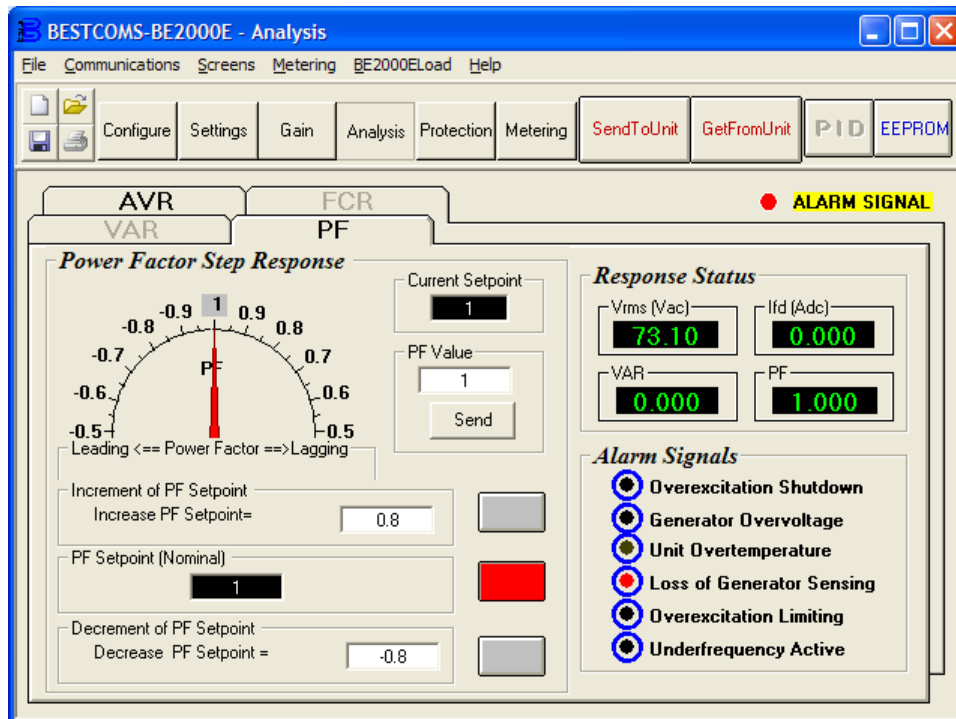 BESTCOMS-BE2000E - Analysis
File Communications Screens Metering BE2000ELoad Help
Configure Settings Gain Analysis Protection Metering SendToUnit GetFromUnit PID EEPROM
AVR FCR
ALARM SIGNAL
VAR PF
Power Factor Step Response
-0.9 1 0.9
-0.8 0.8
-0.7 0.7
PF
-0.6 0.6
-0.5 0.5
Leading <== Power Factor ==>Lagging
Current Setpoint
1
PF Value
1
Send
Increment of PF Setpoint
Increase PF Setpoint= 0.8
PF Setpoint (Nominal)
1
Decrement of PF Setpoint
Decrease PF Setpoint = -0.8
Response Status
Vrms (Vac) Ifd (Adc)
73.10 0.000
VAR PF
0.000 1.000
Alarm Signals
Overexcitation Shutdown
Generator Overvoltage
Unit Overtemperature
Loss of Generator Sensing
Overexcitation Limiting
Underfrequency Active